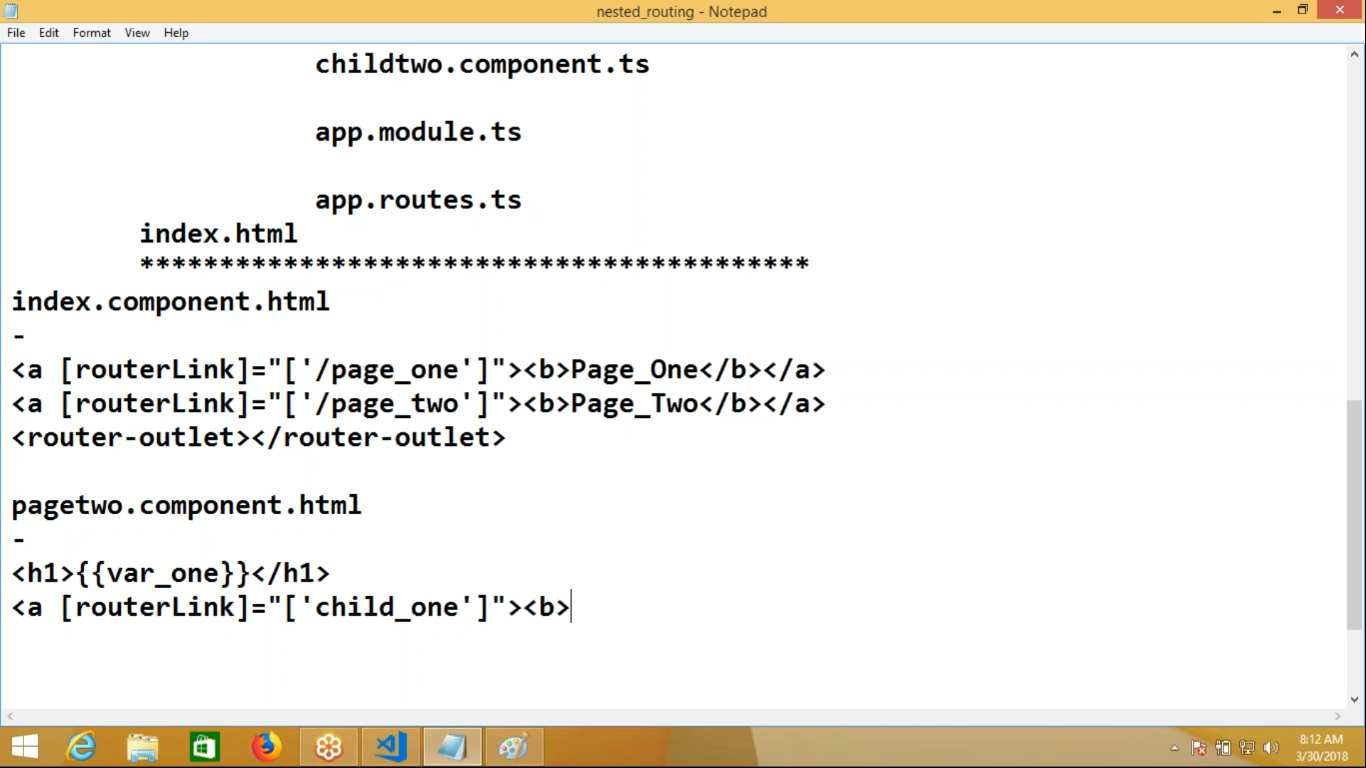 nested_routing - Notepad
File Edit Format View Help
childtwo.component.ts
app.module.ts
app.routes.ts
index.html
******************************************
index.component.html
-
<a [routerLink]="['/page_one']"><b>Page_One</b></a>
<a [routerLink]="['/page_two']"><b>Page_Two</b></a>
<router-outlet></router-outlet>
pagetwo.component.html
-
<h1>{{var_one}}</h1>
<a [routerLink]="['child_one']"><b>
8:12 AM
3/30/2018